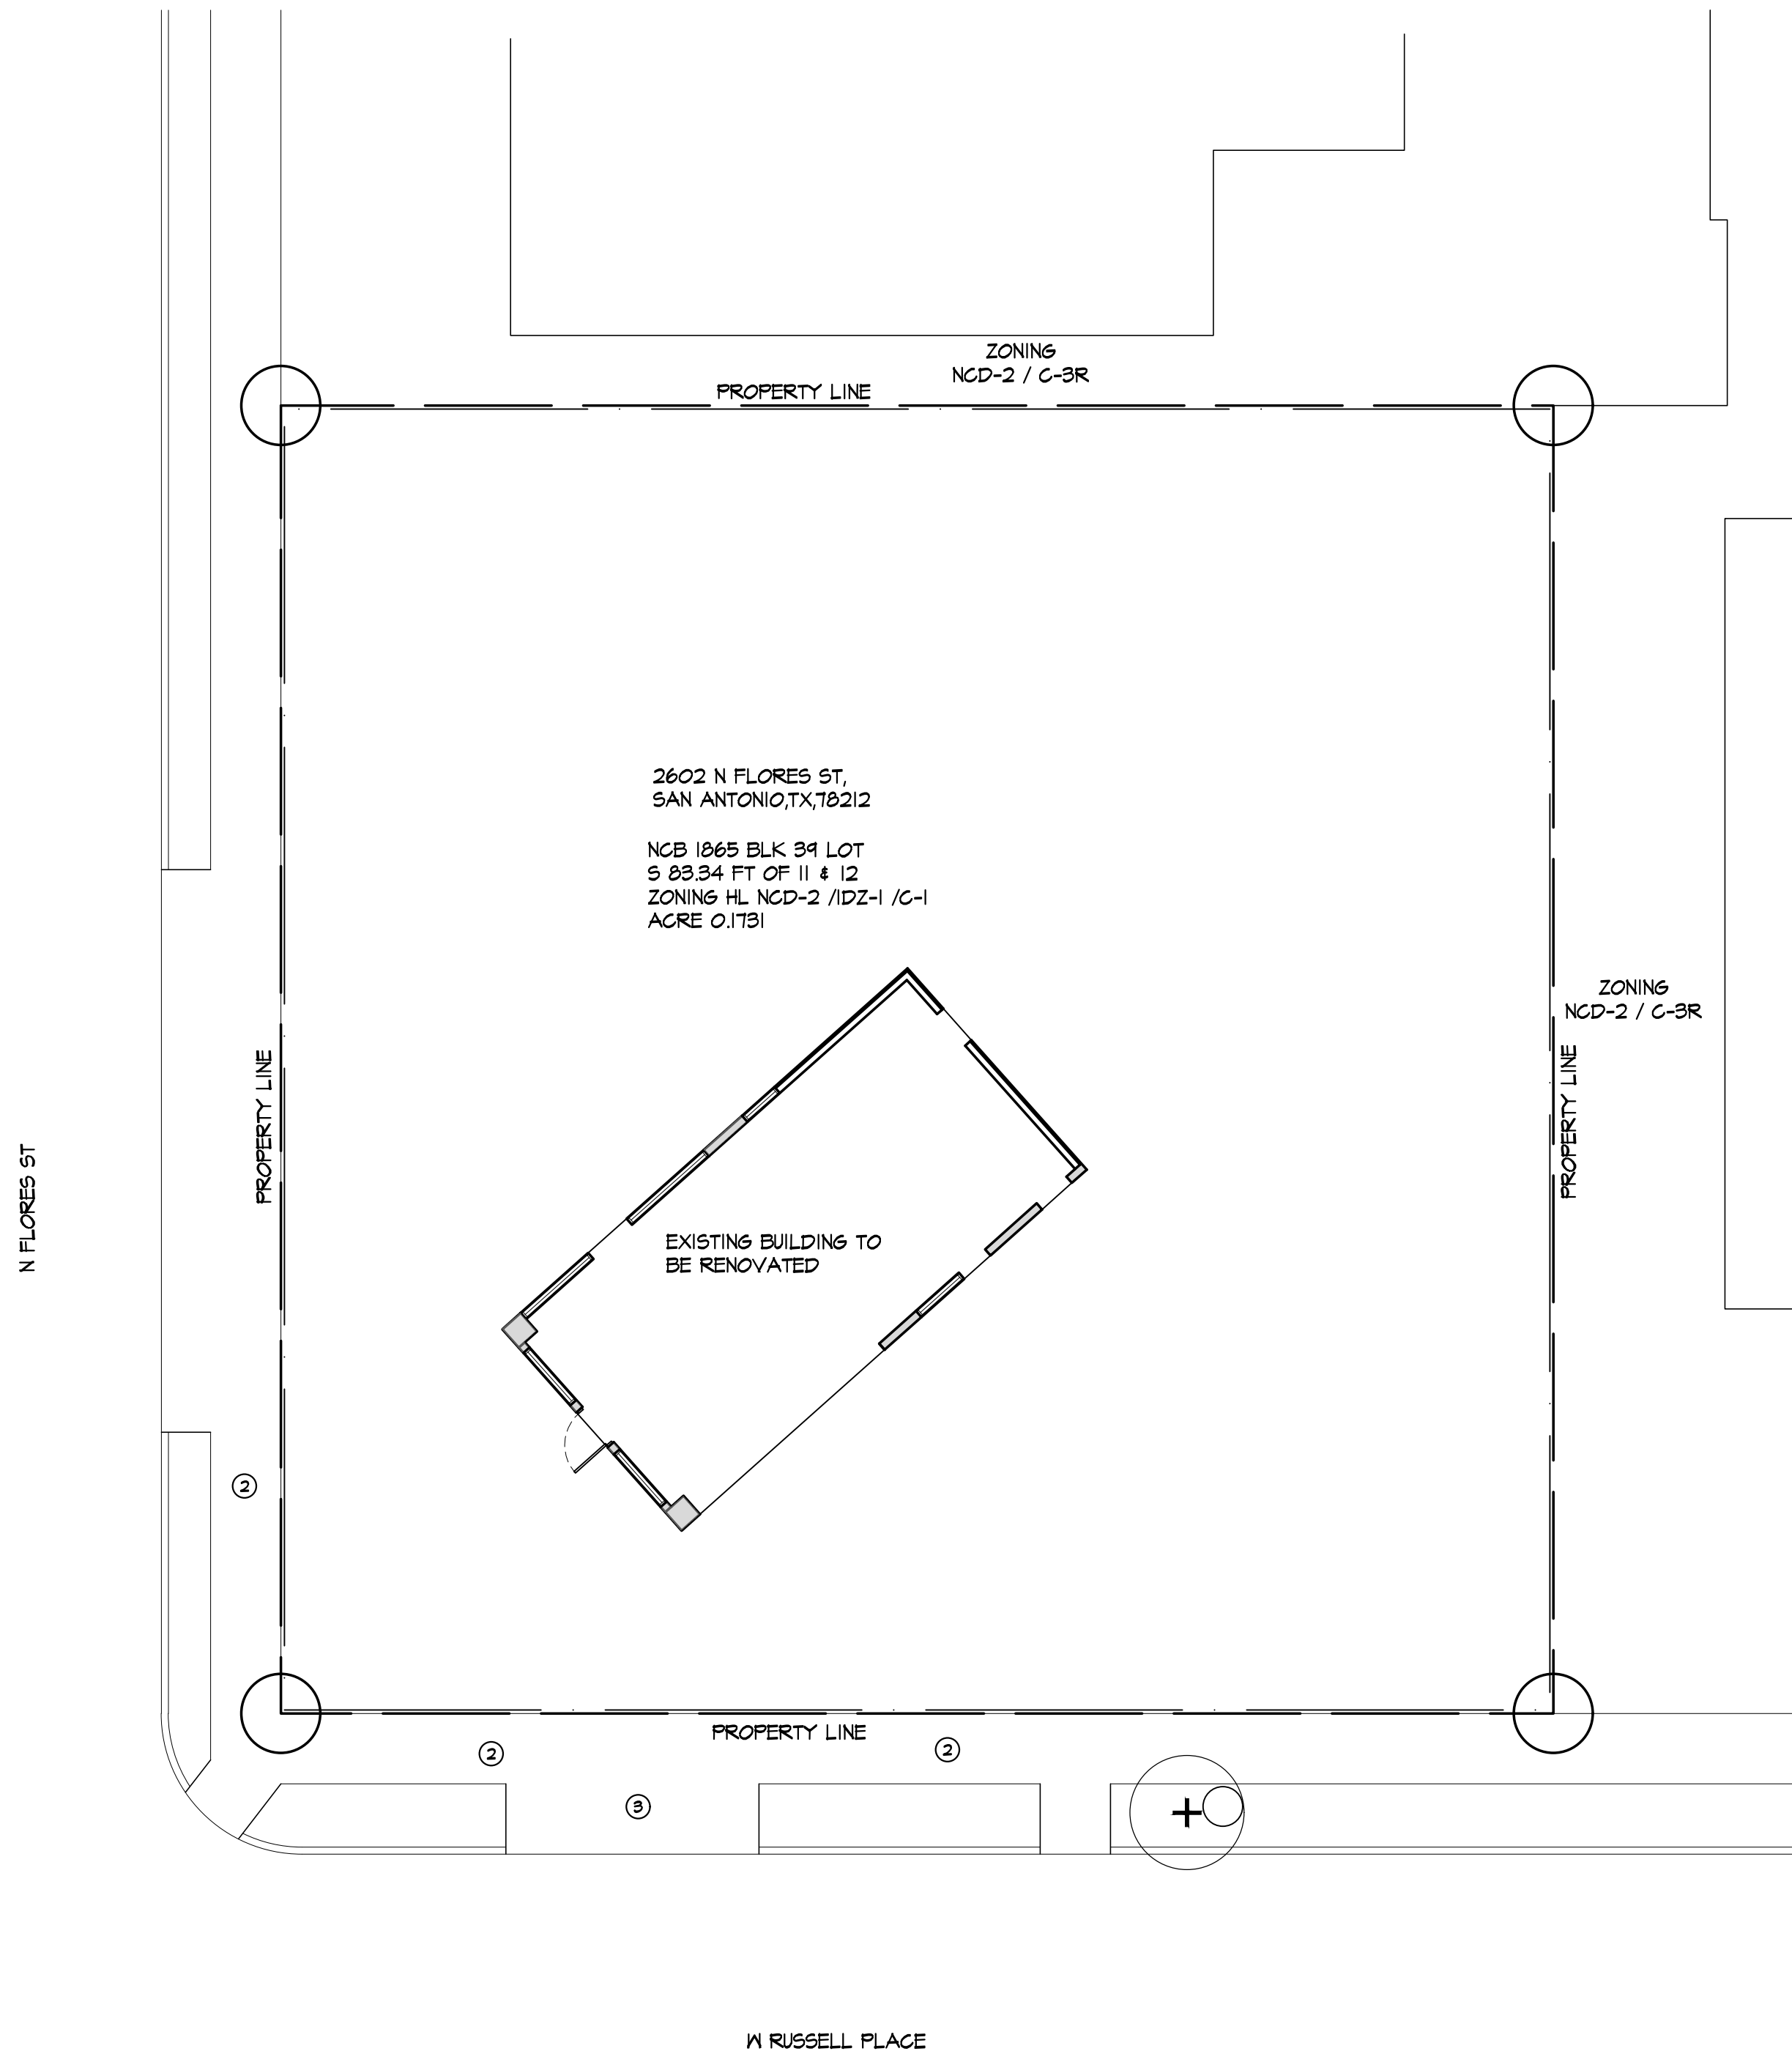 ZONING
NCD-2 / C-3R
PROPERTY LINE
2602 N FLORES ST,
SAN ANTONIO,TX,78212
NCB 1865 BLK 39 LOT
S 83.34 FT OF 11 & 12
ZONING HL NCD-2 /IDZ-1 /C-1
ACRE 0.1731
ZONING
NCD-2 / C-3R
PROPERTY LINE
PROPERTY LINE
N FLORES ST
EXISTING BUILDING TO
BE RENOVATED
2
PROPERTY LINE
2
2
3
W RUSSELL PLACE